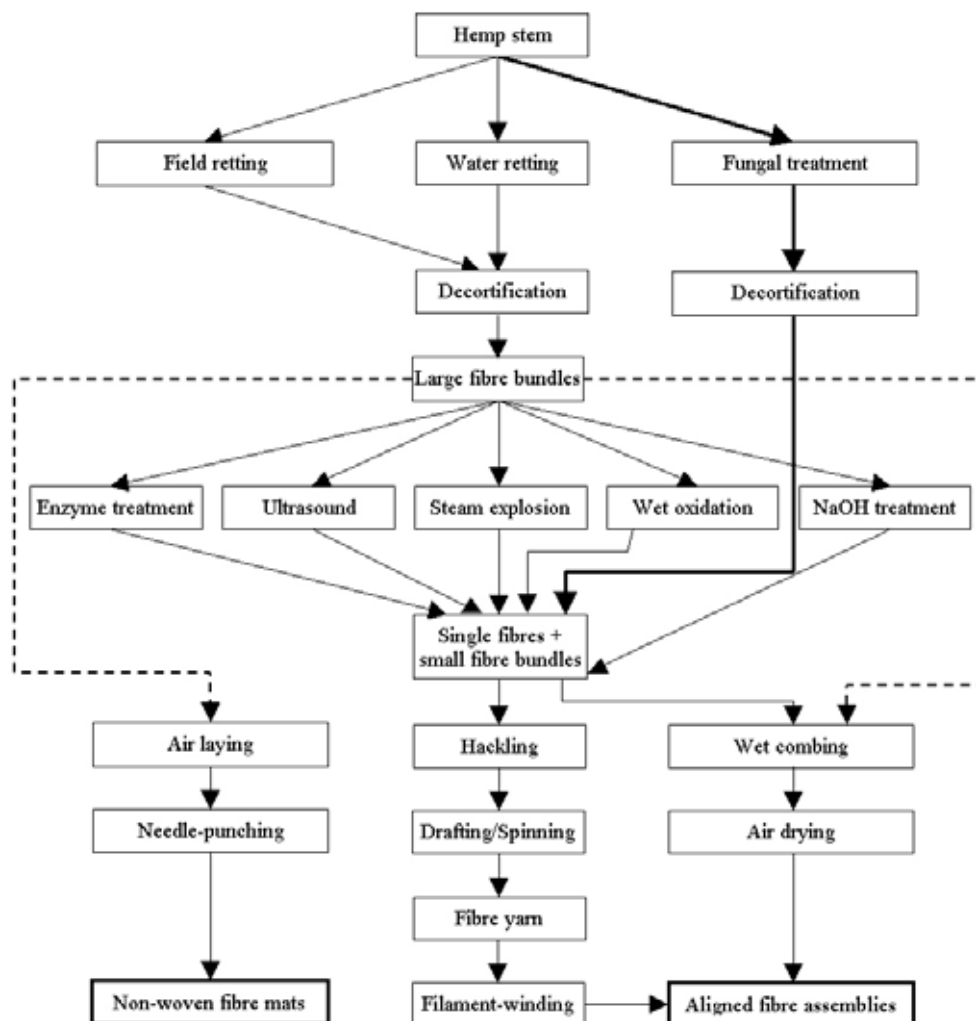 Hemp stem
Field retting
Water retting
Fungal treatment
Decortification
Decortification
Large fibre bundles
Enzyme treatment
Ultrasound
Steam explosion
Wet oxidation
NaOH treatment
Single fibres +
small fibre bundles
Air laying
Hackling
Wet combing
Needle-punching
Drafting/Spinning
Air drying
Fibre yarn
Non-woven fibre mats
Filament-winding
Aligned fibre assemblies